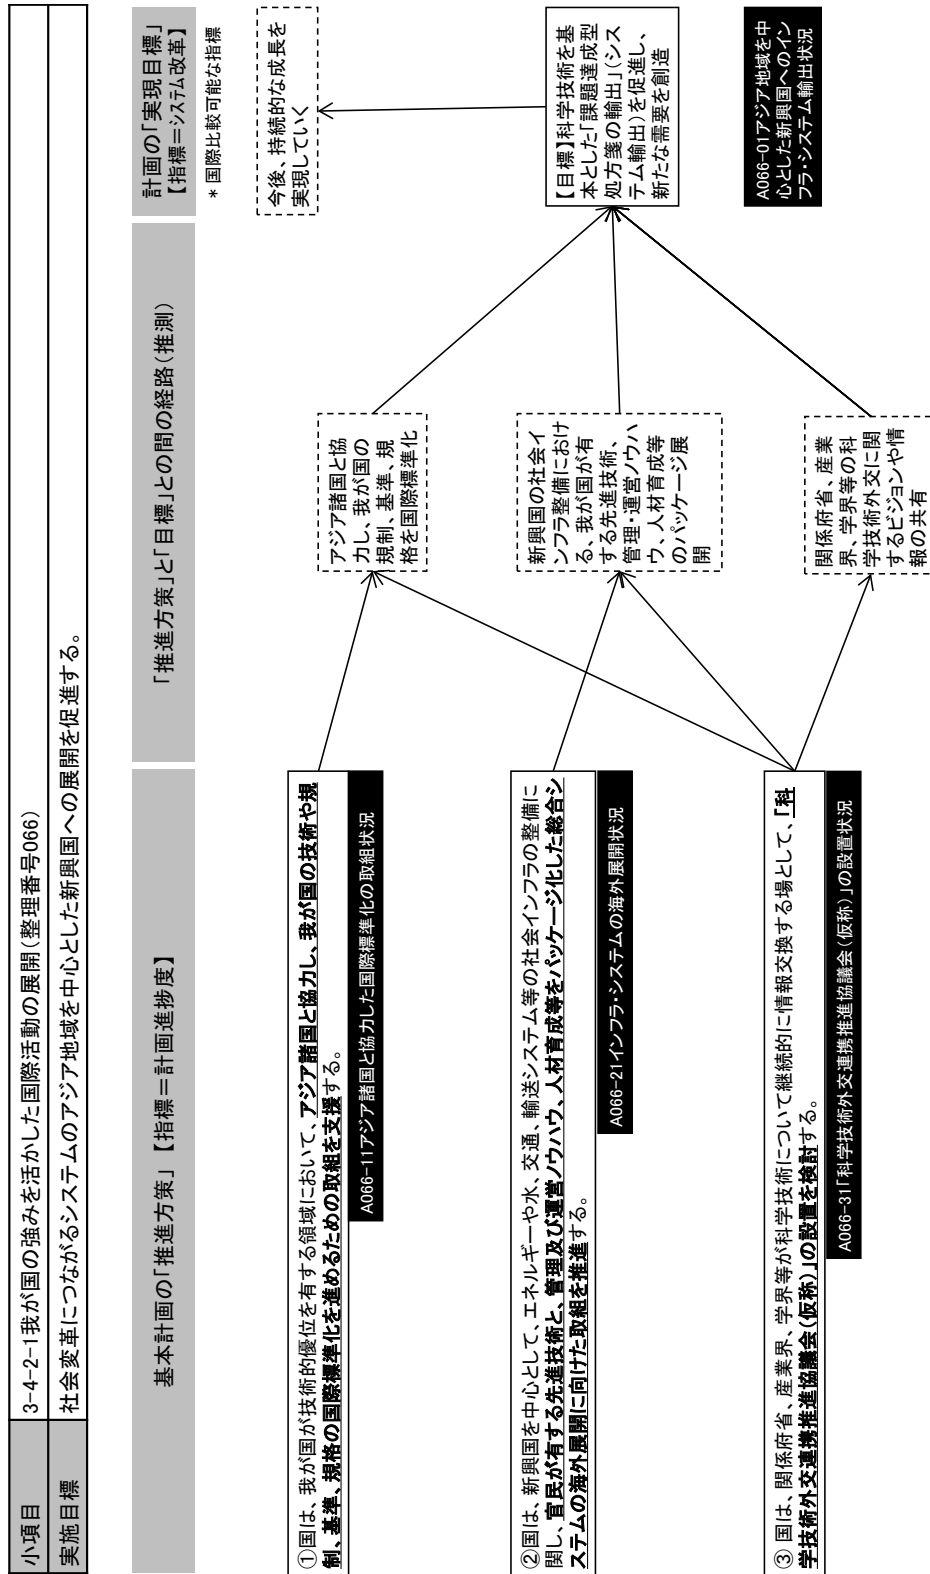 小項目
3-4-2-1我が国の強みを活かした国際活動の展開(整理番号066)
実施目標
社会変革につながるシステムのアジア地域を中心とした新興国への展開を促進する。
基本計画の「推進方策」【指標＝計画進捗度】
「推進方策」と「目標」との間の経路(推測)
計画の「実現目標」
【指標＝システム改革】
＊国際比較可能な指標
①国は、我が国が技術的優位を有する領域において、アジア諸国と協力し、我が国の技術や規
制、基準、規格の国際標準化を進めるための取組を支援する。
A066-11アジア諸国と協力した国際標準化の取組状況
②国は、新興国を中心として、エネルギーや水、交通、輸送システム等の社会インフラの整備に
関し、官民が有する先進技術と、管理及び運営ノウハウ、人材育成等をパッケージ化した総合シ
ステムの海外展開に向けた取組を推進する。
A066-21インフラ・システムの海外展開状況
③ 国は、関係府省、産業界、学界等が科学技術について継続的に情報交換する場として、「科
学技術外交連携推進協議会(仮称)」の設置を検討する。
A066-31「科学技術外交連携推進協議会(仮称)」の設置状況
アジア諸国と協
力し、我が国の
規制、基準、規
格を国際標準化
新興国の社会イ
ンフラ整備におけ
る、我が国が有
する先進技術、
管理・運営ノウハ
ウ、人材育成等
のパッケージ展
開
関係府省、産業
界、学界等の科
学技術外交に関
するビジョンや情
報の共有
今後、持続的な成長を
実現していく
【目標】科学技術を基
本とした「課題達成型
処方箋の輸出」(シス
テム輸出)を促進し、
新たな需要を創造
A066-01アジア地域を中
心とした新興国へのイン
フラ・システム輸出状況